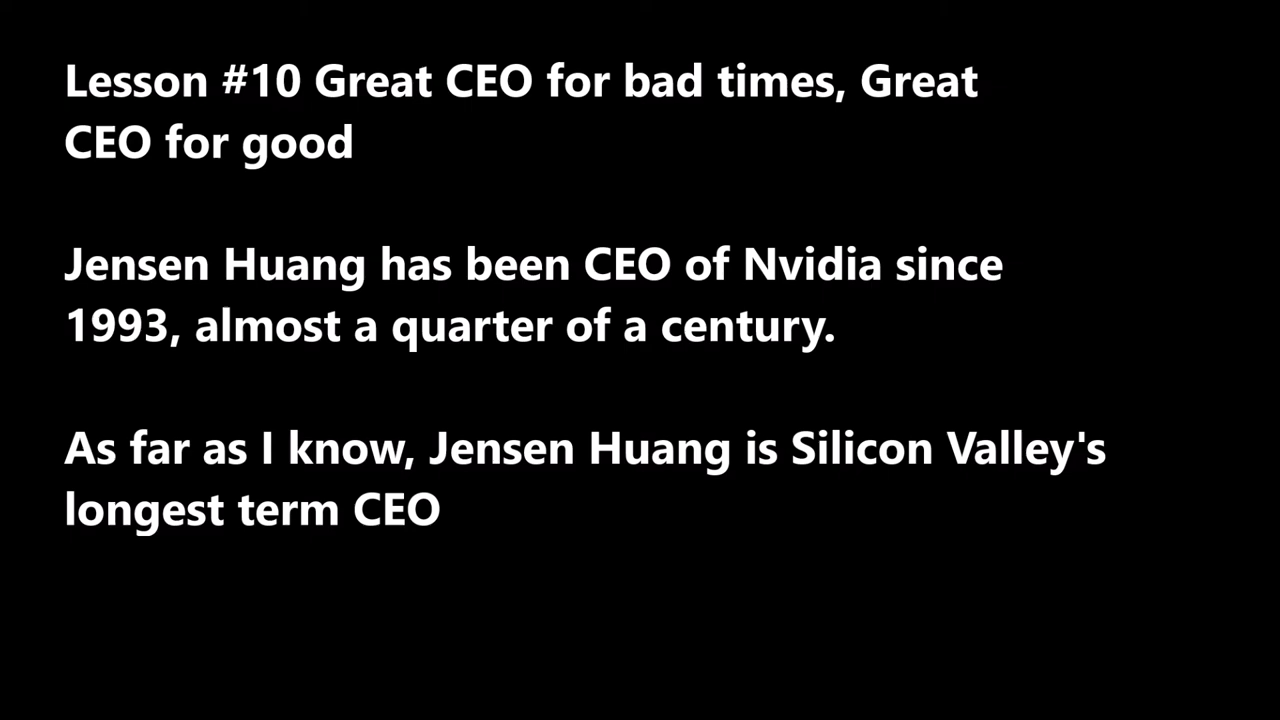 Lesson #10 Great CEO for bad times, Great
CEO for good
Jensen Huang has been CEO of Nvidia since
1993, almost a quarter of a century.
As far as I know, Jensen Huang is Silicon Valley's
longest term CEO